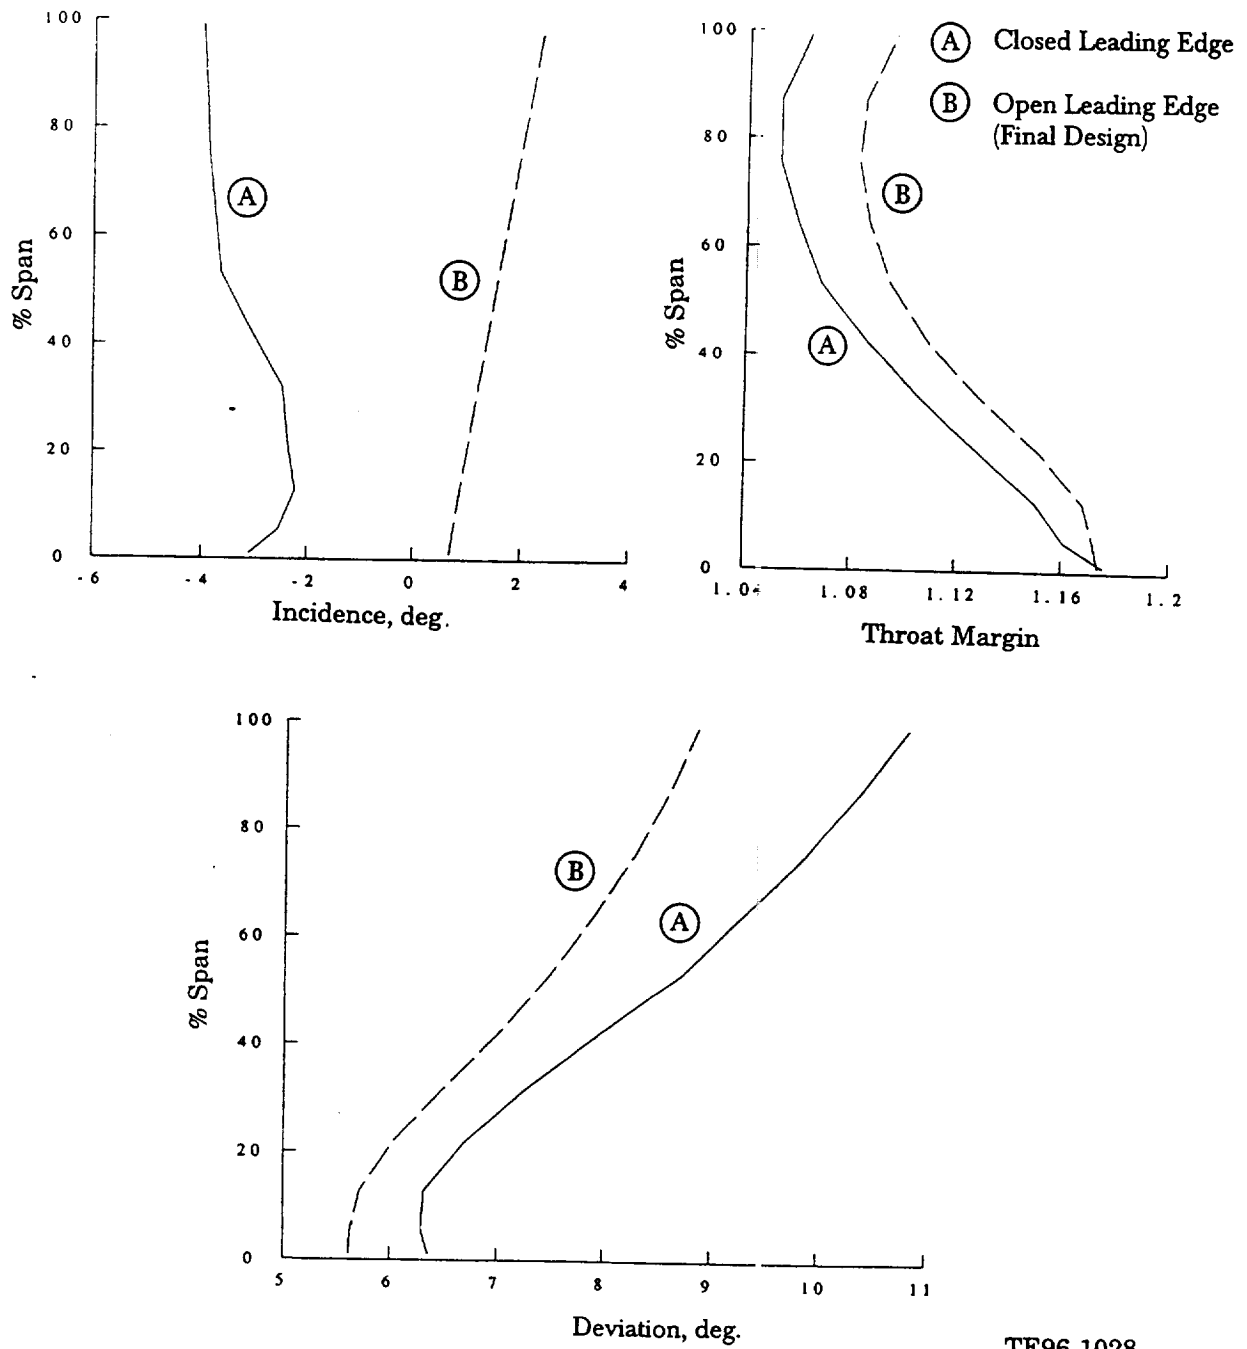 100
80
60
40
20
0
% Span
-6 -4 -2 0 2 4
Incidence, deg.
A
B
100
80
60
40
20
0
% Span
1.08 1.12 1.16 1.2
Throat Margin
A
B
A Closed Leading Edge
B Open Leading Edge
(Final Design)
100
80
60
40
20
0
% Span
5 6 7 8 9 10 11
Deviation, deg.
B
A